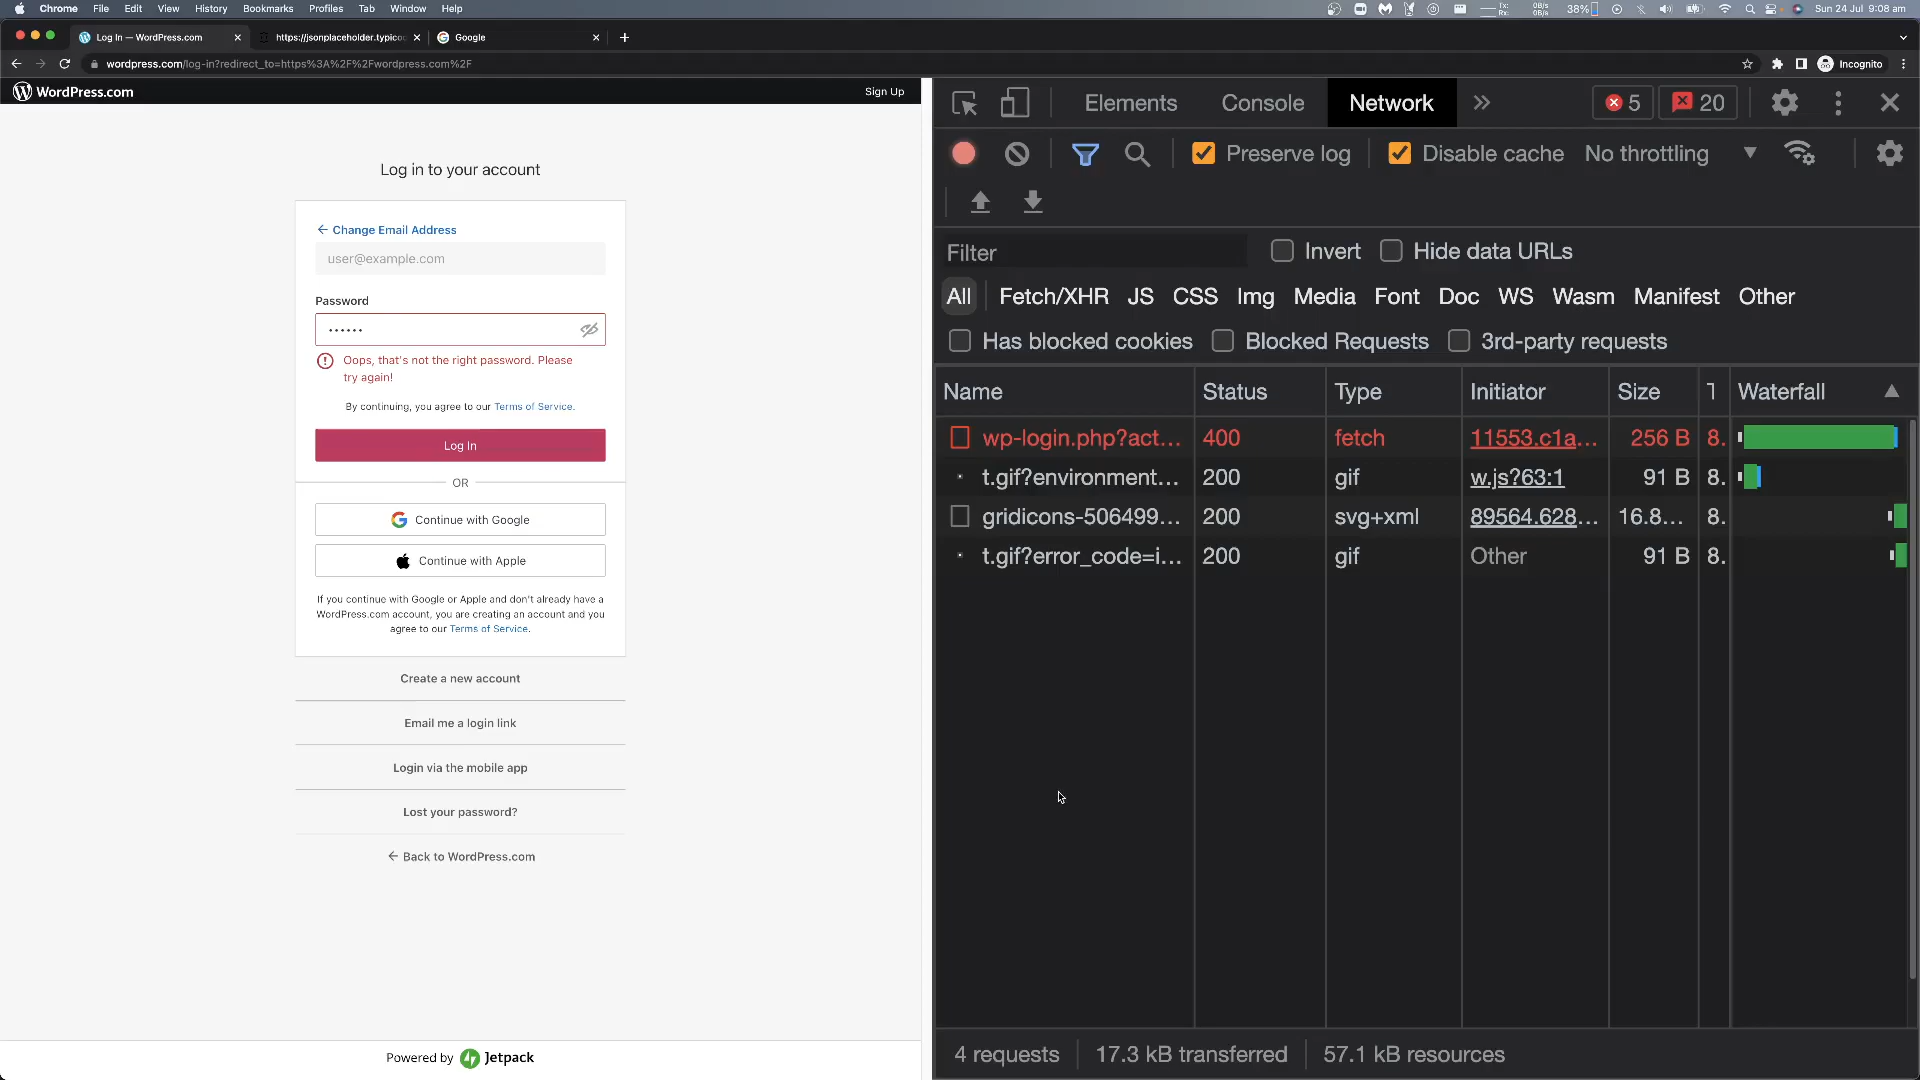 Chrome File Edit View History Bookmarks Profiles Tab Window Help
Tx: Rx: 0B/s 0B/s 38% Sun 24 Jul 9:08 am
Log In — WordPress.com
https://jsonplaceholder.typico
Google
wordpress.com/log-in?redirect_to=https%3A%2F%2Fwordpress.com%2F
Incognito
WordPress.com
Sign Up
Log in to your account
← Change Email Address
user@example.com
Password
••••••
Oops, that's not the right password. Please
try again!
By continuing, you agree to our Terms of Service.
Log In
OR
Continue with Google
Continue with Apple
If you continue with Google or Apple and don't already have a
WordPress.com account, you are creating an account and you
agree to our Terms of Service.
Create a new account
Email me a login link
Login via the mobile app
Lost your password?
← Back to WordPress.com
Powered by Jetpack
Elements Console Network » 5 20
Preserve log Disable cache No throttling
Filter Invert Hide data URLs
All Fetch/XHR JS CSS Img Media Font Doc WS Wasm Manifest Other
Has blocked cookies Blocked Requests 3rd-party requests
Name Status Type Initiator Size T Waterfall
wp-login.php?act... 400 fetch 11553.c1a... 256 B 8.
t.gif?environment... 200 gif w.js?63:1 91 B 8.
gridicons-506499... 200 svg+xml 89564.628... 16.8... 8.
t.gif?error_code=i... 200 gif Other 91 B 8.
4 requests 17.3 kB transferred 57.1 kB resources